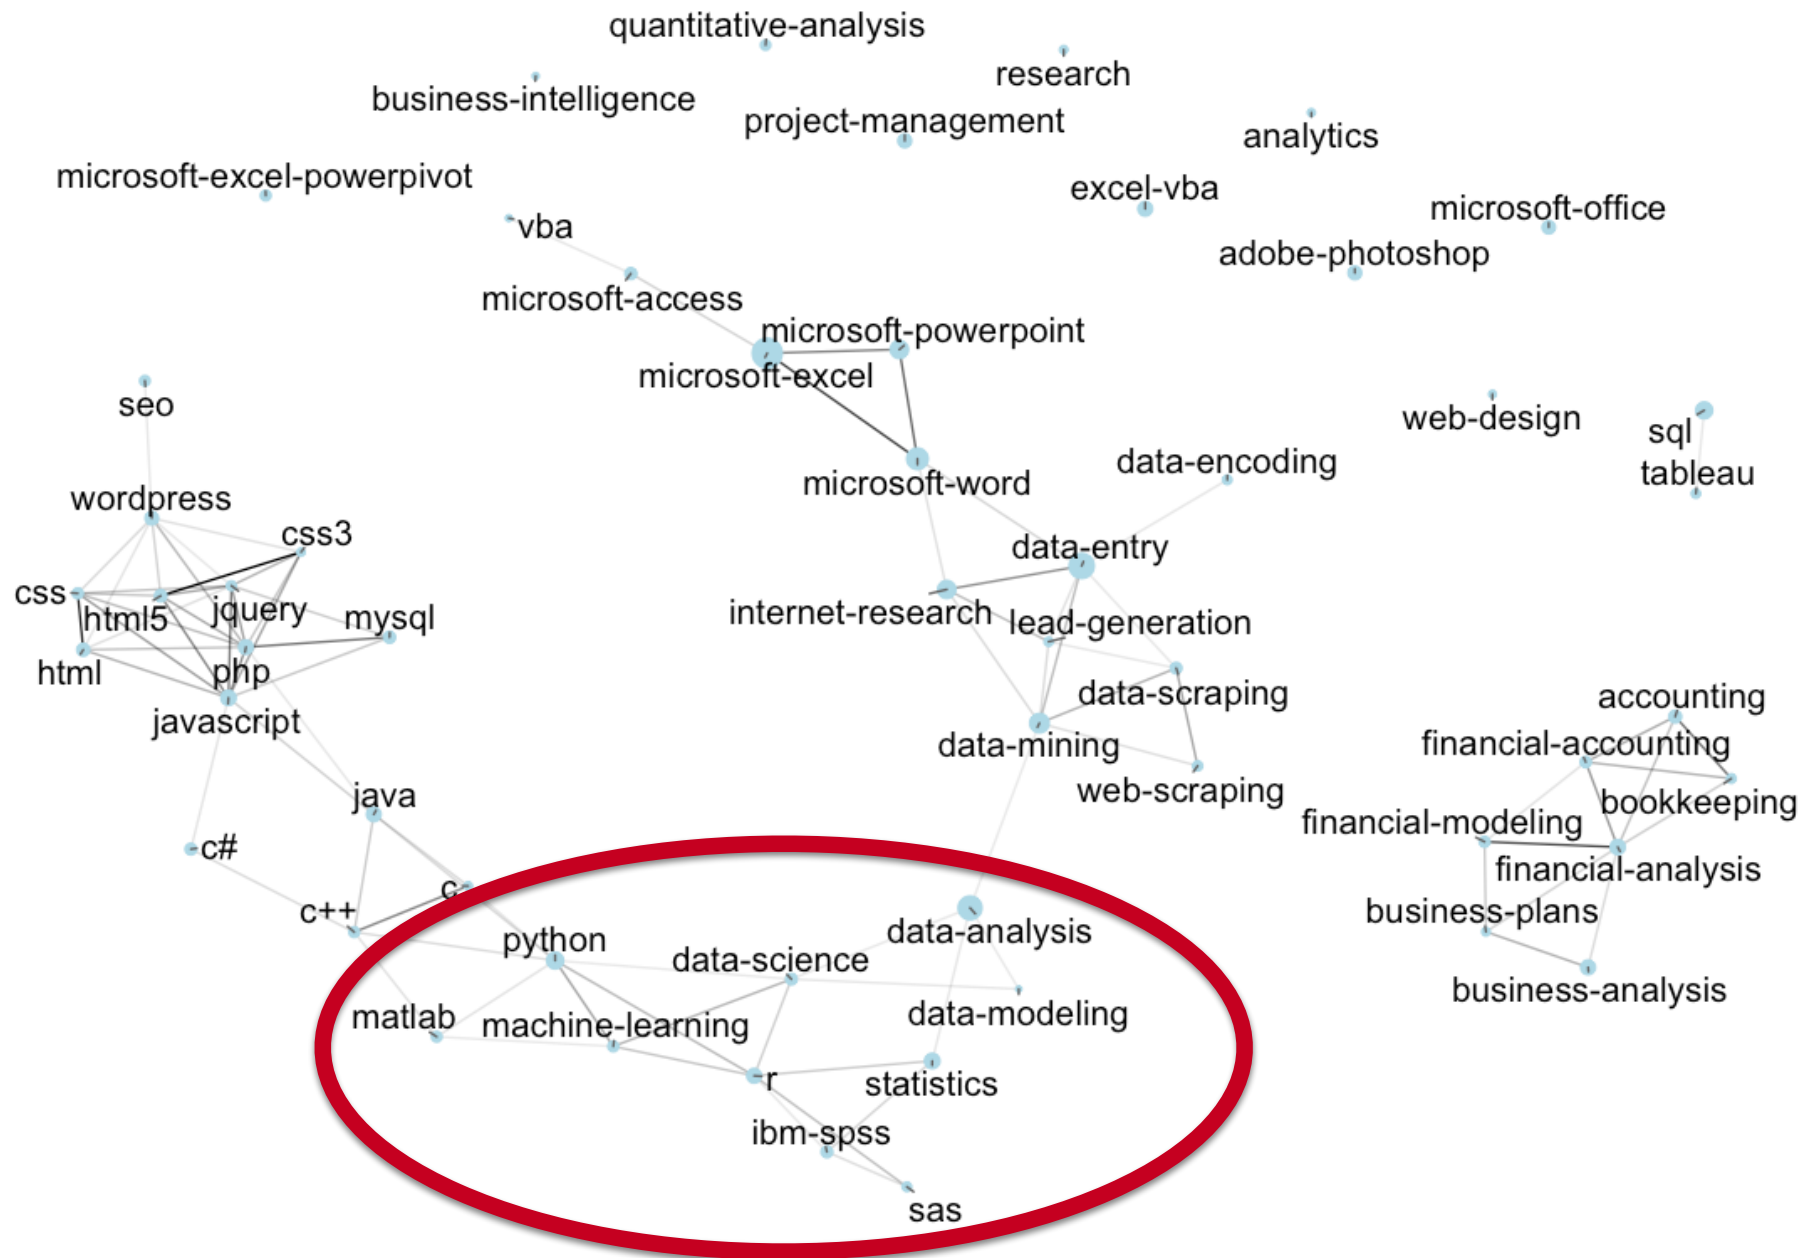 quantitative-analysis
research
business-intelligence
project-management
analytics
microsoft-excel-powerpivot
excel-vba
microsoft-office
vba
adobe-photoshop
microsoft-access
microsoft-powerpoint
microsoft-excel
seo
web-design
sql
data-encoding
tableau
microsoft-word
wordpress
css3
data-entry
css
html5
jquery
mysql
internet-research
lead-generation
html
php
data-scraping
accounting
javascript
data-mining
financial-accounting
web-scraping
java
bookkeeping
financial-modeling
c#
financial-analysis
c
c++
business-plans
data-analysis
python
data-science
business-analysis
matlab
machine-learning
data-modeling
r
statistics
ibm-spss
sas